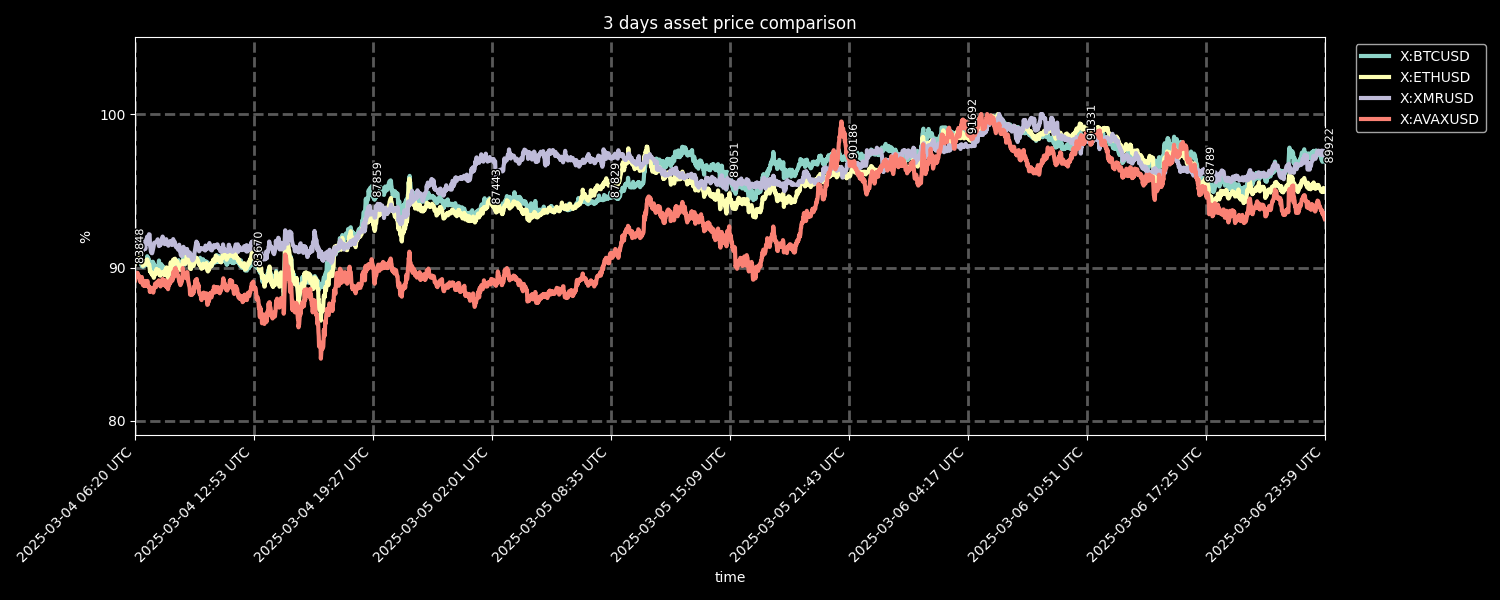 3 days asset price comparison
X:BTCUSD
X:ETHUSD
X:XMRUSD
X:AVAXUSD
100
90
80
%
83848
83670
87859
87443
87829
89051
90186
91692
91331
88789
89922
2025-03-04 06:20 UTC
2025-03-04 12:53 UTC
2025-03-04 19:27 UTC
2025-03-05 02:01 UTC
2025-03-05 08:35 UTC
2025-03-05 15:09 UTC
2025-03-05 21:43 UTC
2025-03-06 04:17 UTC
2025-03-06 10:51 UTC
2025-03-06 17:25 UTC
2025-03-06 23:59 UTC
time